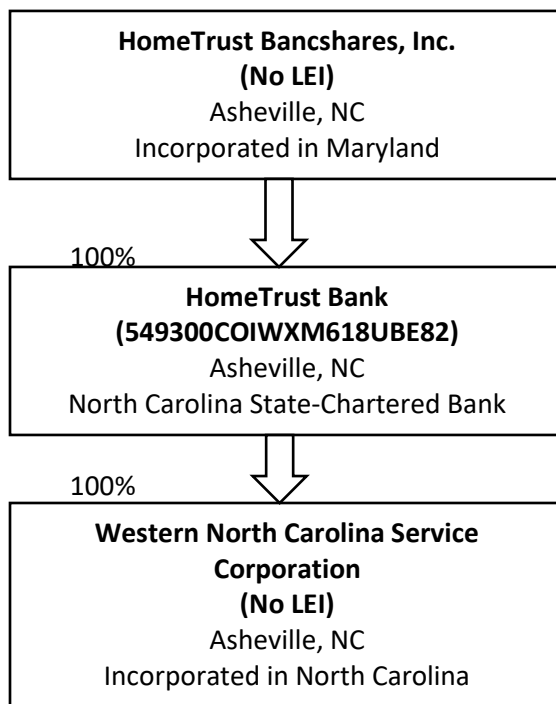 HomeTrust Bancshares, Inc.
(No LEI)
Asheville, NC
Incorporated in Maryland
100%
HomeTrust Bank
(549300COIWXM618UBE82)
Asheville, NC
North Carolina State-Chartered Bank
100%
Western North Carolina Service
Corporation
(No LEI)
Asheville, NC
Incorporated in North Carolina